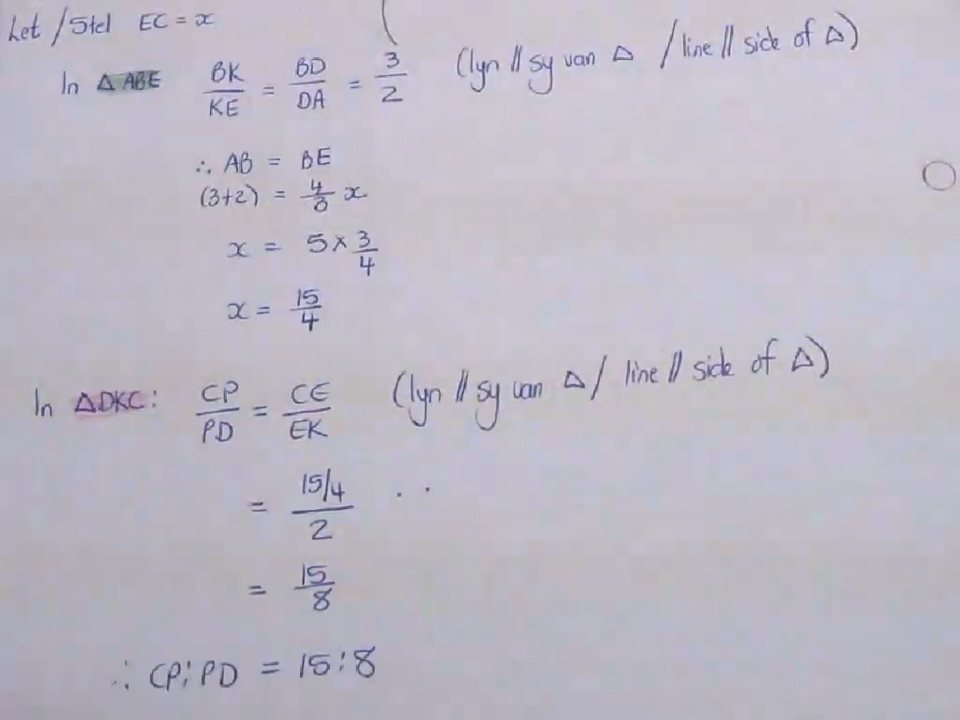 Let /Stel EC = x
In △ABE BK/KE = BD/DA = 3/2 (lyn // sy van △ / line // side of △)
∴ AB = BE
(3+2) = 4/3 x
x = 5 × 3/4
x = 15/4
In △DKC: CP/PD = CE/EK (lyn // sy van △ / line // side of △)
= 15/4 / 2
= 15/8
∴ CP:PD = 15:8